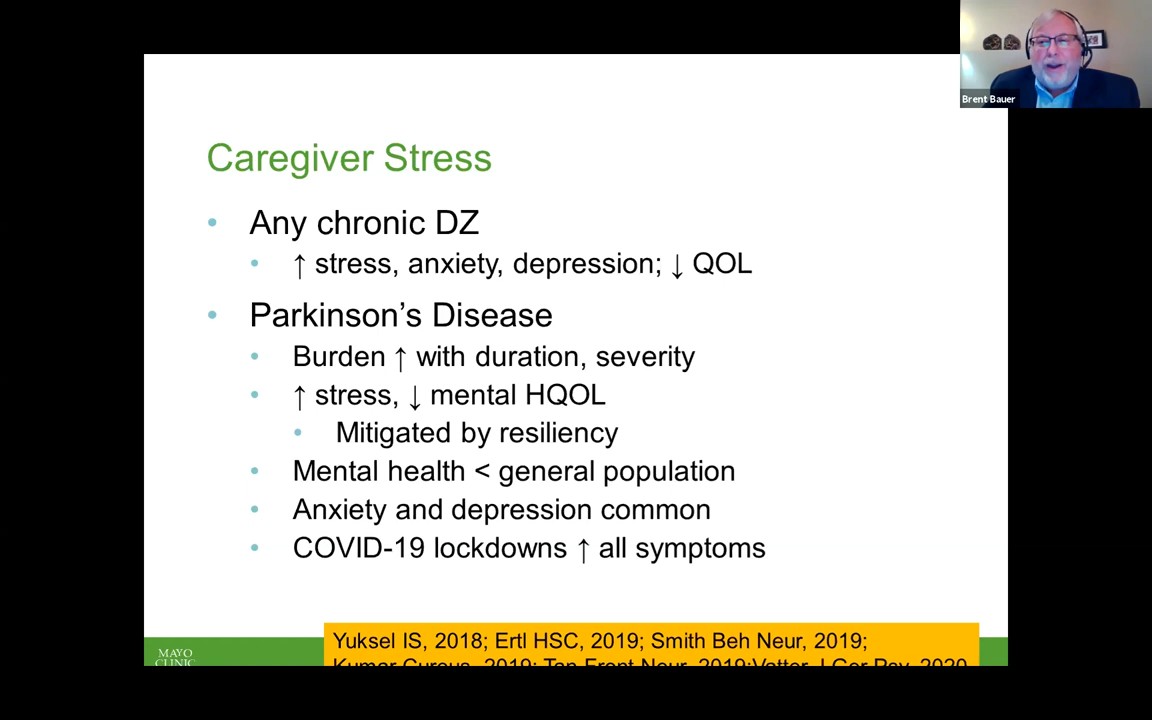 Brent Bauer
Caregiver Stress
• Any chronic DZ
• ↑ stress, anxiety, depression; ↓ QOL
• Parkinson’s Disease
• Burden ↑ with duration, severity
• ↑ stress, ↓ mental HQOL
• Mitigated by resiliency
• Mental health < general population
• Anxiety and depression common
• COVID-19 lockdowns ↑ all symptoms
Yuksel IS, 2018; Ertl HSC, 2019; Smith Beh Neur, 2019;
Kumar Cureus, 2019; Tan Front Neur, 2019;Vatter J Ger Psy, 2020
MAYO
CLINIC